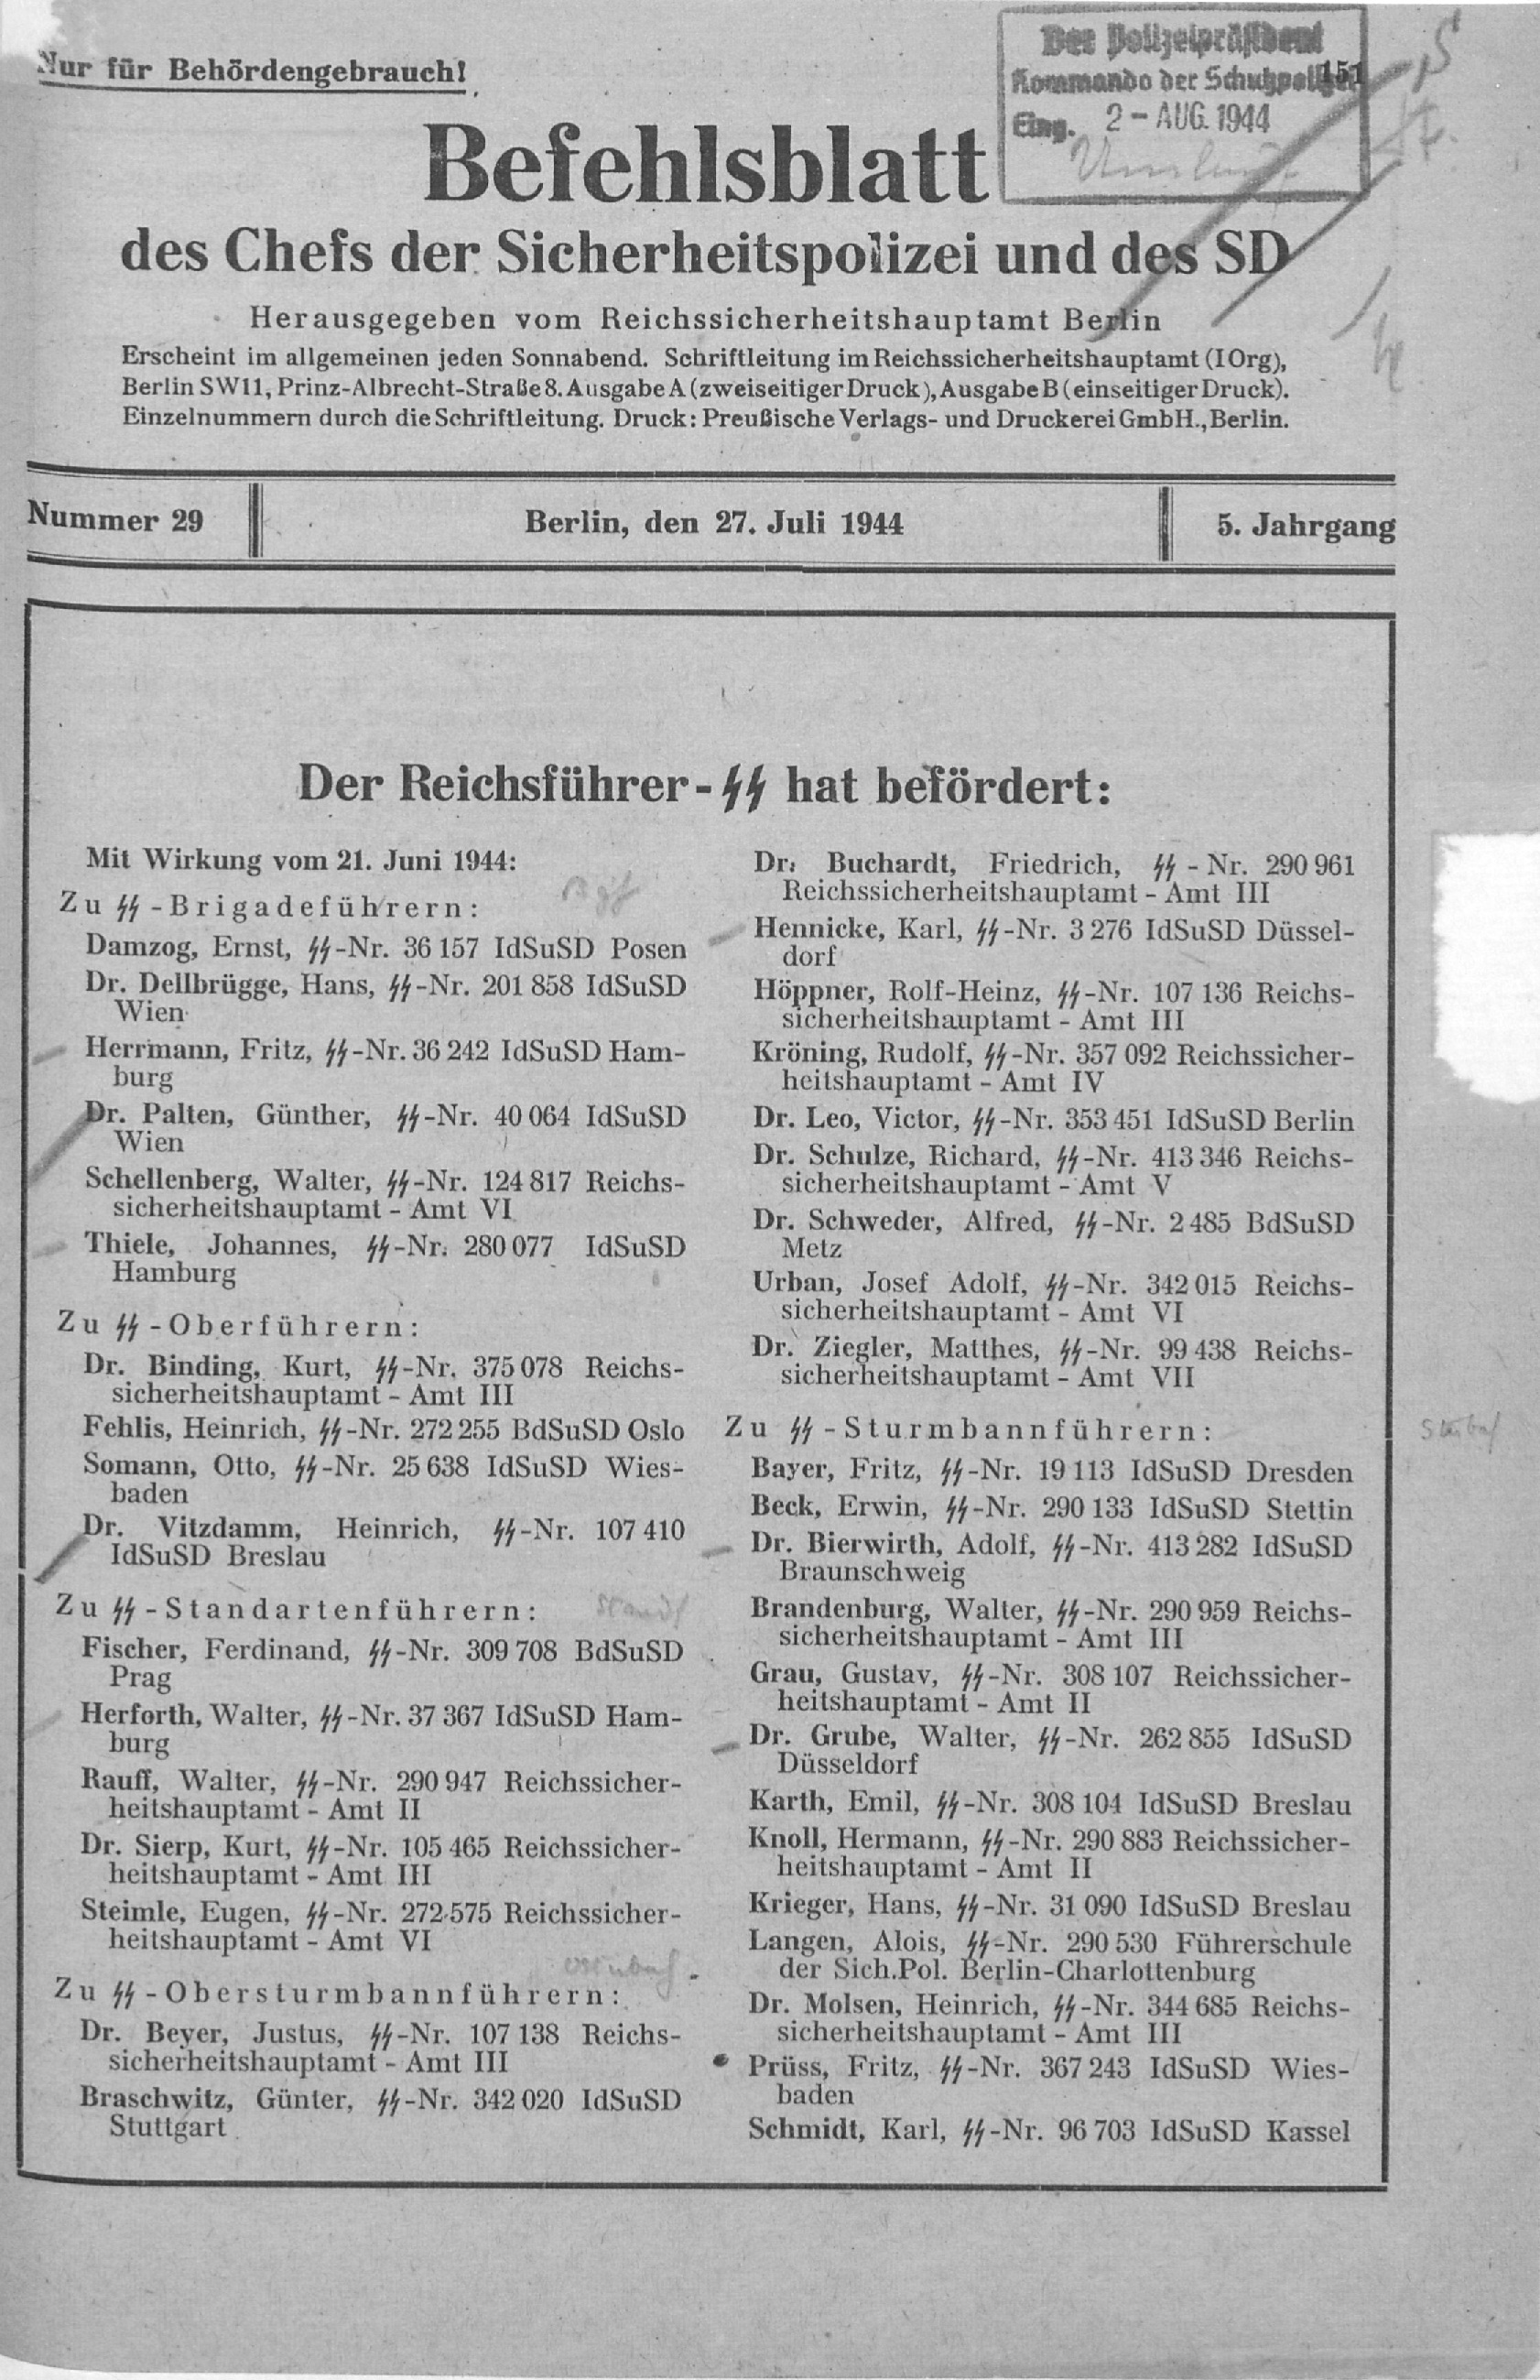 Nur für Behördengebrauch!
Der Polizeipräsident
Kommando der Schutzpolizei
151
Eing. 2 - AUG. 1944
Befehlsblatt
des Chefs der Sicherheitspolizei und des SD
Herausgegeben vom Reichssicherheitshauptamt Berlin
Erscheint im allgemeinen jeden Sonnabend. Schriftleitung im Reichssicherheitshauptamt (I Org),
Berlin SW 11, Prinz-Albrecht-Straße 8. Ausgabe A (zweiseitiger Druck), Ausgabe B (einseitiger Druck).
Einzelnummern durch die Schriftleitung. Druck: Preußische Verlags- und Druckerei GmbH., Berlin.
Nummer 29
Berlin, den 27. Juli 1944
5. Jahrgang
Der Reichsführer-SS hat befördert:
Mit Wirkung vom 21. Juni 1944:
Zu SS-Brigadeführern:
Damzog, Ernst, SS-Nr. 36 157 IdSuSD Posen
Dr. Dellbrügge, Hans, SS-Nr. 201 858 IdSuSD
Wien
Herrmann, Fritz, SS-Nr. 36 242 IdSuSD Ham-
burg
Dr. Palten, Günther, SS-Nr. 40 064 IdSuSD
Wien
Schellenberg, Walter, SS-Nr. 124 817 Reichs-
sicherheitshauptamt - Amt VI
Thiele, Johannes, SS-Nr. 280 077 IdSuSD
Hamburg
Zu SS-Oberführern:
Dr. Binding, Kurt, SS-Nr. 375 078 Reichs-
sicherheitshauptamt - Amt III
Fehlis, Heinrich, SS-Nr. 272 255 BdSuSD Oslo
Somann, Otto, SS-Nr. 25 638 IdSuSD Wies-
baden
Dr. Vitzdamm, Heinrich, SS-Nr. 107 410
IdSuSD Breslau
Zu SS-Standartenführern:
Standf
Fischer, Ferdinand, SS-Nr. 309 708 BdSuSD
Prag
Herforth, Walter, SS-Nr. 37 367 IdSuSD Ham-
burg
Rauff, Walter, SS-Nr. 290 947 Reichssicher-
heitshauptamt - Amt II
Dr. Sierp, Kurt, SS-Nr. 105 465 Reichssicher-
heitshauptamt - Amt III
Steimle, Eugen, SS-Nr. 272 575 Reichssicher-
heitshauptamt - Amt VI
Zu SS-Obersturmbannführern:
Dr. Beyer, Justus, SS-Nr. 107 138 Reichs-
sicherheitshauptamt - Amt III
Braschwitz, Günter, SS-Nr. 342 020 IdSuSD
Stuttgart
Dr. Buchardt, Friedrich, SS-Nr. 290 961
Reichssicherheitshauptamt - Amt III
Hennicke, Karl, SS-Nr. 3 276 IdSuSD Düssel-
dorf
Höppner, Rolf-Heinz, SS-Nr. 107 136 Reichs-
sicherheitshauptamt - Amt III
Kröning, Rudolf, SS-Nr. 357 092 Reichssicher-
heitshauptamt - Amt IV
Dr. Leo, Victor, SS-Nr. 353 451 IdSuSD Berlin
Dr. Schulze, Richard, SS-Nr. 413 346 Reichs-
sicherheitshauptamt - Amt V
Dr. Schweder, Alfred, SS-Nr. 2 485 BdSuSD
Metz
Urban, Josef Adolf, SS-Nr. 342 015 Reichs-
sicherheitshauptamt - Amt VI
Dr. Ziegler, Matthes, SS-Nr. 99 438 Reichs-
sicherheitshauptamt - Amt VII
Zu SS-Sturmbannführern:
Bayer, Fritz, SS-Nr. 19 113 IdSuSD Dresden
Beck, Erwin, SS-Nr. 290 133 IdSuSD Stettin
Dr. Bierwirth, Adolf, SS-Nr. 413 282 IdSuSD
Braunschweig
Brandenburg, Walter, SS-Nr. 290 959 Reichs-
sicherheitshauptamt - Amt III
Grau, Gustav, SS-Nr. 308 107 Reichssicher-
heitshauptamt - Amt II
Dr. Grube, Walter, SS-Nr. 262 855 IdSuSD
Düsseldorf
Karth, Emil, SS-Nr. 308 104 IdSuSD Breslau
Knoll, Hermann, SS-Nr. 290 883 Reichssicher-
heitshauptamt - Amt II
Krieger, Hans, SS-Nr. 31 090 IdSuSD Breslau
Langen, Alois, SS-Nr. 290 530 Führerschule
der Sich.Pol. Berlin-Charlottenburg
Dr. Molsen, Heinrich, SS-Nr. 344 685 Reichs-
sicherheitshauptamt - Amt III
Prüss, Fritz, SS-Nr. 367 243 IdSuSD Wies-
baden
Schmidt, Karl, SS-Nr. 96 703 IdSuSD Kassel